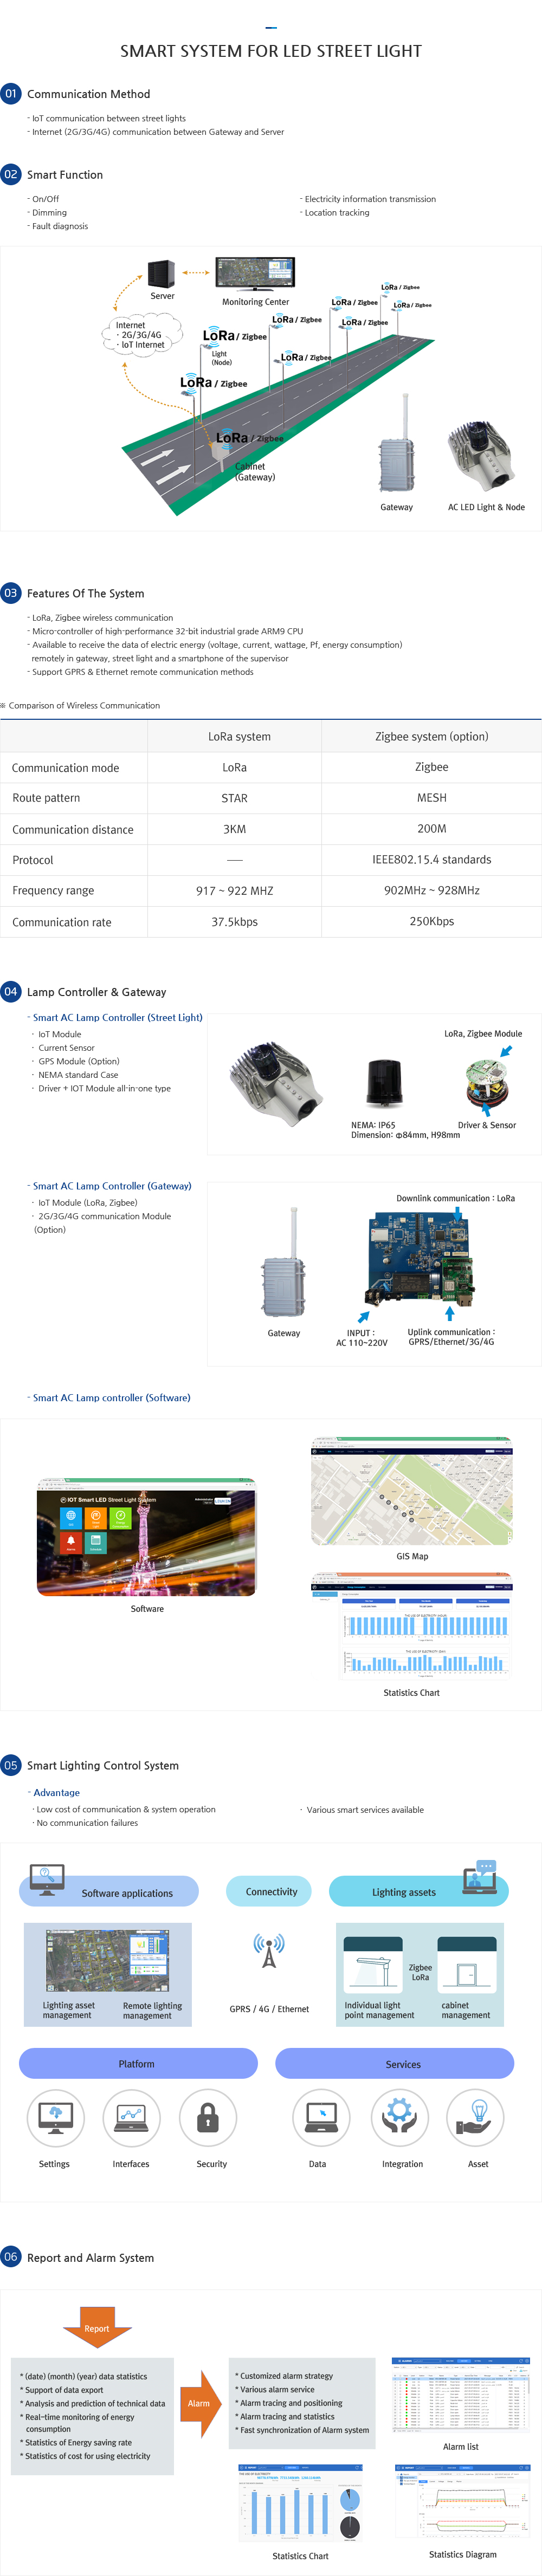 SMART SYSTEM FOR LED STREET LIGHT
01 Communication Method
- IoT communication between street lights
- Internet (2G/3G/4G) communication between Gateway and Server
02 Smart Function
- On/Off
- Dimming
- Fault diagnosis
- Electricity information transmission
- Location tracking
Server
Monitoring Center
Internet
· 2G/3G/4G
· IoT Internet
LoRa / Zigbee
LoRa / Zigbee
LoRa / Zigbee
LoRa / Zigbee
LoRa / Zigbee
LoRa / Zigbee
LoRa / Zigbee
Light
(Node)
LoRa / Zigbee
LoRa / Zigbee
Cabinet
(Gateway)
Gateway
AC LED Light & Node
03 Features Of The System
- LoRa, Zigbee wireless communication
- Micro-controller of high-performance 32-bit industrial grade ARM9 CPU
- Available to receive the data of electric energy (voltage, current, wattage, Pf, energy consumption)
remotely in gateway, street light and a smartphone of the supervisor
- Support GPRS & Ethernet remote communication methods
※ Comparison of Wireless Communication
LoRa system Zigbee system (option)
Communication mode LoRa Zigbee
Route pattern STAR MESH
Communication distance 3KM 200M
Protocol — IEEE802.15.4 standards
Frequency range 917 ~ 922 MHZ 902MHz ~ 928MHz
Communication rate 37.5kbps 250Kbps
04 Lamp Controller & Gateway
- Smart AC Lamp Controller (Street Light)
· IoT Module
· Current Sensor
· GPS Module (Option)
· NEMA standard Case
· Driver + IOT Module all-in-one type
LoRa, Zigbee Module
NEMA: IP65
Dimension: Φ84mm, H98mm
Driver & Sensor
- Smart AC Lamp Controller (Gateway)
· IoT Module (LoRa, Zigbee)
· 2G/3G/4G communication Module
(Option)
Downlink communication : LoRa
Gateway
INPUT :
AC 110~220V
Uplink communication :
GPRS/Ethernet/3G/4G
- Smart AC Lamp controller (Software)
IOT Smart LED Street Light System
Software
GIS Map
Statistics Chart
05 Smart Lighting Control System
- Advantage
· Low cost of communication & system operation
· No communication failures
· Various smart services available
Software applications
Connectivity
Lighting assets
Lighting asset
management
Remote lighting
management
GPRS / 4G / Ethernet
Zigbee
LoRa
Individual light
point management
cabinet
management
Platform
Services
Settings
Interfaces
Security
Data
Integration
Asset
06 Report and Alarm System
Report
* (date) (month) (year) data statistics
* Support of data export
* Analysis and prediction of technical data
* Real-time monitoring of energy
consumption
* Statistics of Energy saving rate
* Statistics of cost for using electricity
Alarm
* Customized alarm strategy
* Various alarm service
* Alarm tracing and positioning
* Alarm tracing and statistics
* Fast synchronization of Alarm system
Alarm list
Statistics Chart
Statistics Diagram